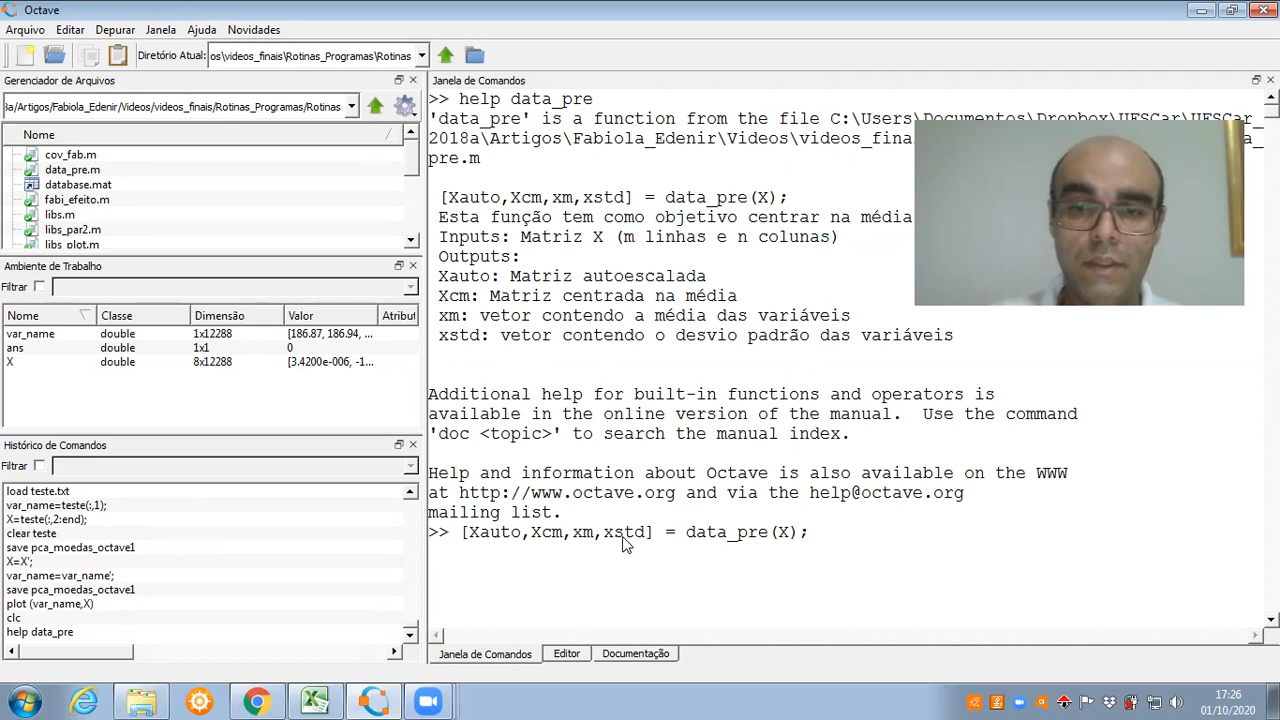 Octave
Arquivo Editar Depurar Janela Ajuda Novidades
Diretório Atual: os\videos_finais\Rotinas_Programas\Rotinas
Gerenciador de Arquivos
Ba/Artigos/Fabiola_Edenir/Videos/videos_finais/Rotinas_Programas/Rotinas
Nome
cov_fab.m
data_pre.m
database.mat
fabi_efeito.m
libs.m
libs_par2.m
libs_plot.m
Ambiente de Trabalho
Filtrar
Nome Classe Dimensão Valor Atribut
var_name double 1x12288 [186.87, 186.94, ...
ans double 1x1 0
X double 8x12288 [3.4200e-006, -1...
Histórico de Comandos
Filtrar
load teste.txt
var_name=teste(:,1);
X=teste(:,2:end);
clear teste
save pca_moedas_octave1
X=X';
var_name=var_name';
save pca_moedas_octave1
plot (var_name,X)
clc
help data_pre
Janela de Comandos
>> help data_pre
'data_pre' is a function from the file C:\Users\Documentos\Dropbox\UFSCar\UFSCar_
2018a\Artigos\Fabiola_Edenir\Videos\videos_fina
pre.m
[Xauto,Xcm,xm,xstd] = data_pre(X);
Esta função tem como objetivo centrar na média
Inputs: Matriz X (m linhas e n colunas)
Outputs:
Xauto: Matriz autoescalada
Xcm: Matriz centrada na média
xm: vetor contendo a média das variáveis
xstd: vetor contendo o desvio padrão das variáveis
Additional help for built-in functions and operators is
available in the online version of the manual. Use the command
'doc <topic>' to search the manual index.
Help and information about Octave is also available on the WWW
at http://www.octave.org and via the help@octave.org
mailing list.
>> [Xauto,Xcm,xm,xstd] = data_pre(X);
Janela de Comandos Editor Documentação
17:26
01/10/2020